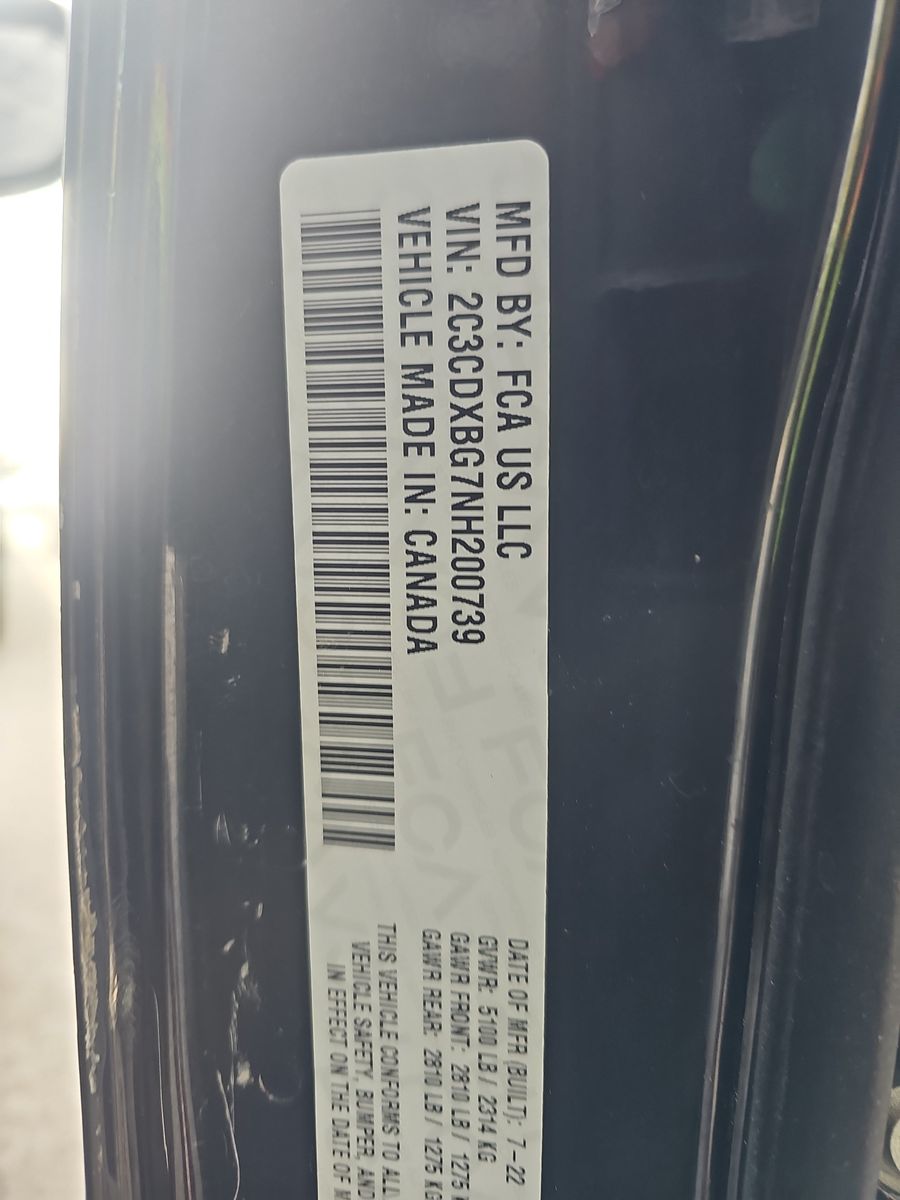 MFD BY: FCA US LLC
VIN: 2C3CDXBG7NH200739
VEHICLE MADE IN: CANADA
DATE OF MFR (BUILT): 7-22
GVWR: 5100 LB / 2314 KG
GAWR FRONT: 2810 LB / 1275
GAWR REAR: 2810 LB / 1275 KG
THIS VEHICLE CONFORMS TO
VEHICLE SAFETY, BUMPER, AND
IN EFFECT ON THE DATE OF